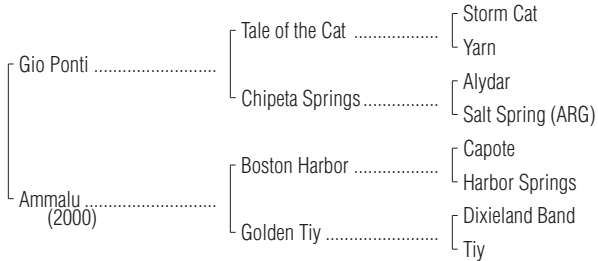 Storm Cat
Tale of the Cat ..................
Yarn
Gio Ponti ..........................
Alydar
Chipeta Springs................
Salt Spring (ARG)
Capote
Boston Harbor ..................
Harbor Springs
Ammalu ............................
(2000)
Dixieland Band
Golden Tiy ........................
Tiy